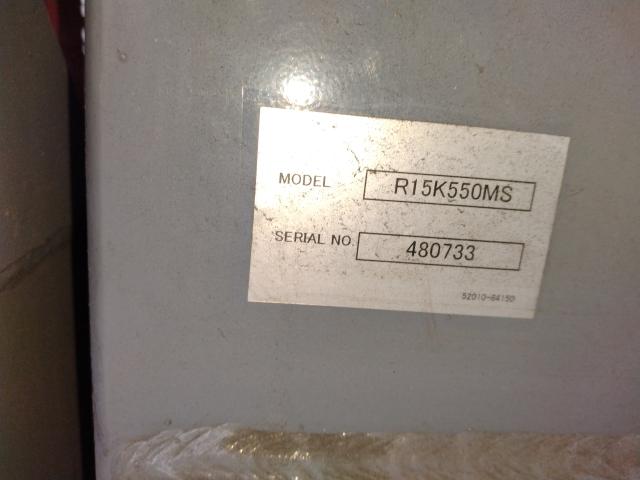 MODEL R15K550MS
SERIAL NO. 480733
52010-64150